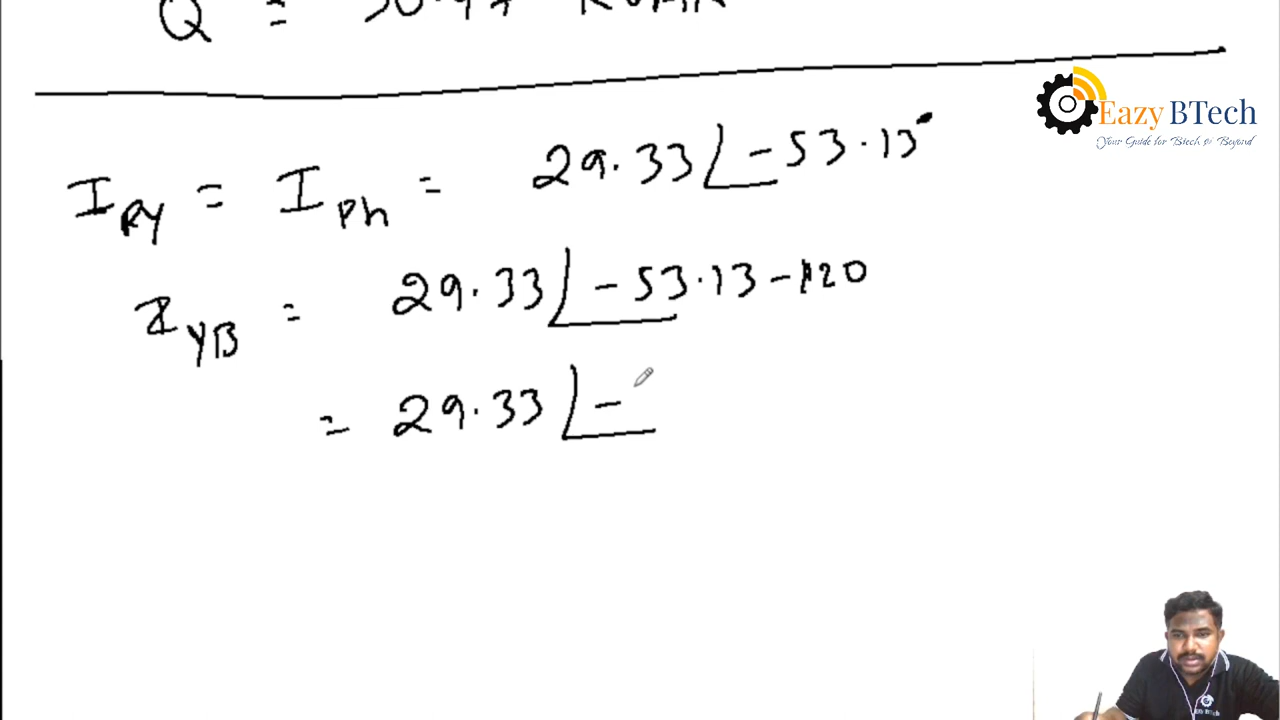 Q =
Eazy BTech
Your Guide for Btech & Beyond
I_RY = I_Ph = 29.33∠-53.13°
I_YB = 29.33∠-53.13-120
= 29.33∠-